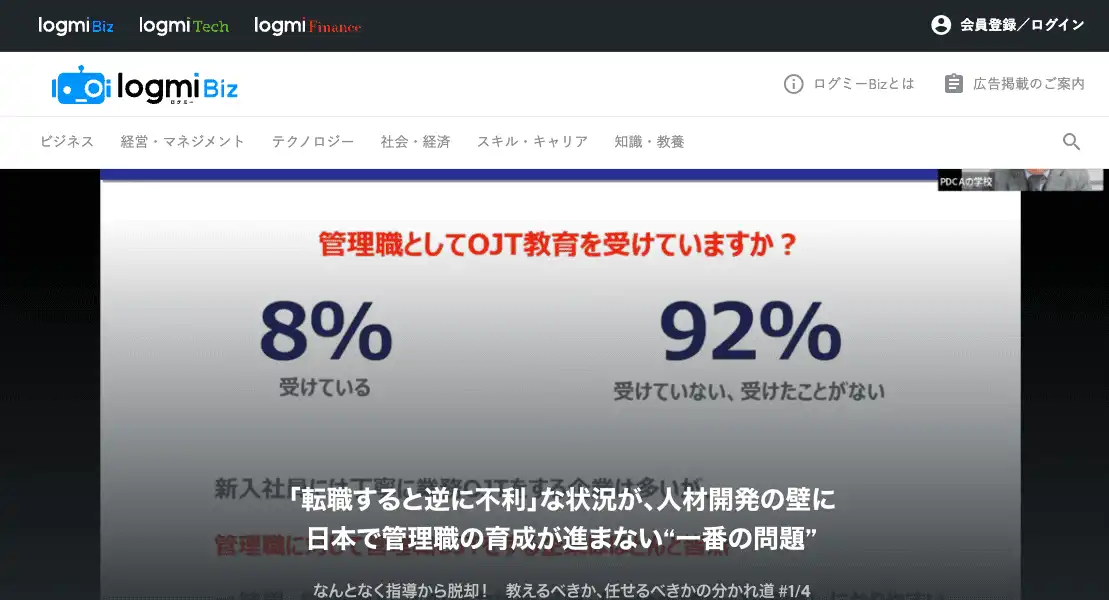 logmi Biz logmi Tech logmi Finance 会員登録／ログイン
logmi Biz ログミー ログミーBizとは 広告掲載のご案内
ビジネス 経営・マネジメント テクノロジー 社会・経済 スキル・キャリア 知識・教養
PDCAの学校
管理職としてOJT教育を受けていますか？
8% 92%
受けている 受けていない、受けたことがない
新入社員には丁寧に業務OJTをする企業は多いが
「転職すると逆に不利」な状況が、人材開発の壁に
日本で管理職の育成が進まない“一番の問題”
なんとなく指導から脱却！ 教えるべきか、任せるべきかの分かれ道 #1/4